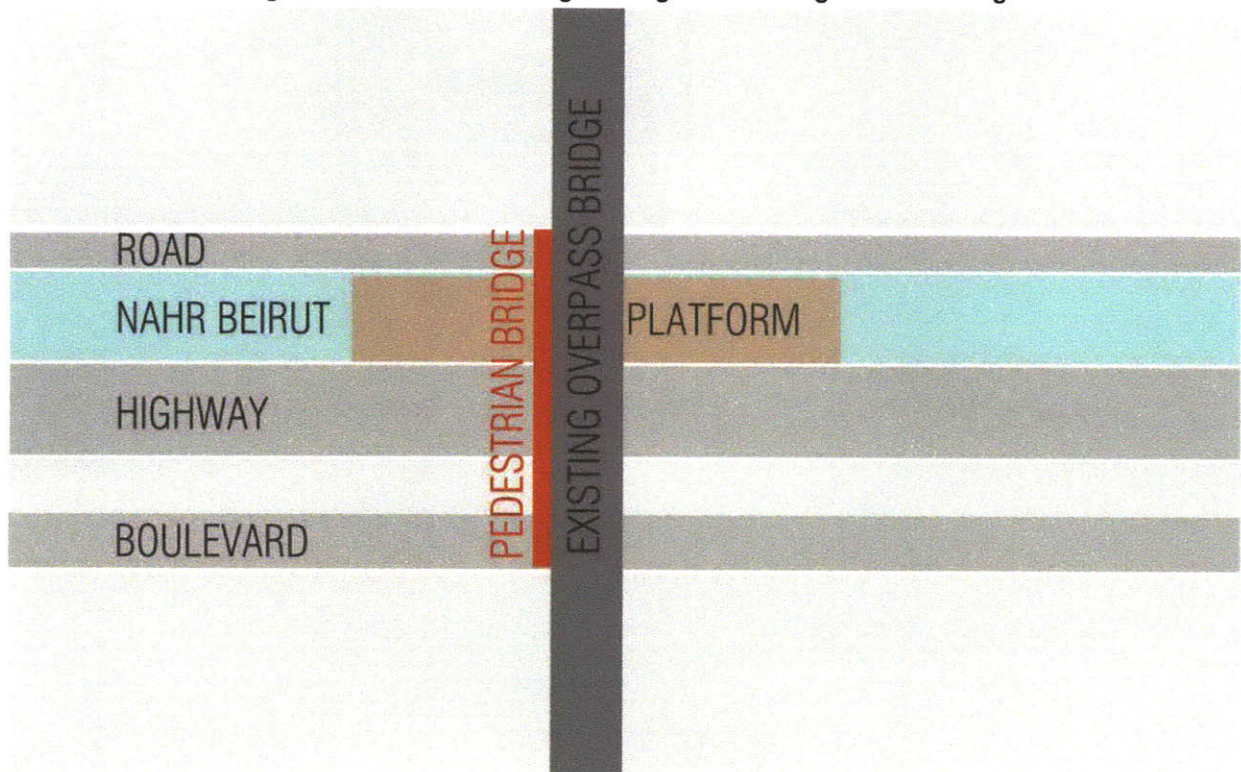 ROAD
NAHR BEIRUT
PLATFORM
HIGHWAY
BOULEVARD
PEDESTRIAN BRIDGE
EXISTING OVERPASS BRIDGE